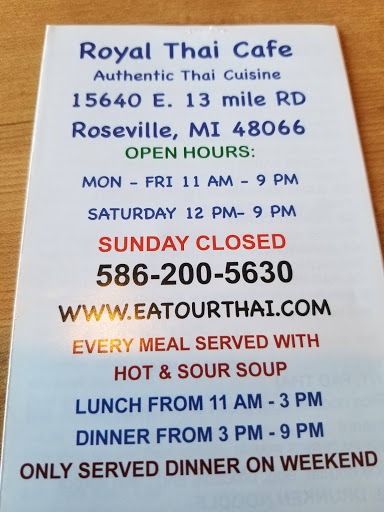 Royal Thai Cafe
Authentic Thai Cuisine
15640 E. 13 mile RD
Roseville, MI 48066
OPEN HOURS:
MON - FRI 11 AM - 9 PM
SATURDAY 12 PM- 9 PM
SUNDAY CLOSED
586-200-5630
WWW.EATOURTHAI.COM
EVERY MEAL SERVED WITH
HOT & SOUR SOUP
LUNCH FROM 11 AM - 3 PM
DINNER FROM 3 PM - 9 PM
ONLY SERVED DINNER ON WEEKEND